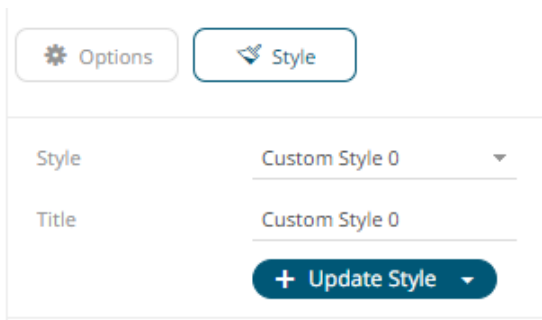 Options Style
Style Custom Style 0
Title Custom Style 0
+ Update Style